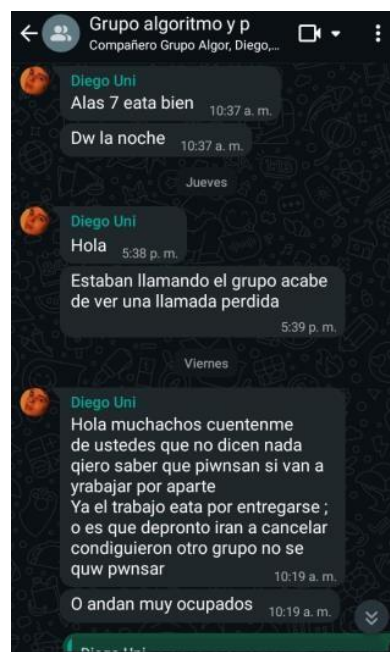 Grupo algoritmo y p
Compañero Grupo Algor, Diego,...
Diego Uni
Alas 7 eata bien 10:37 a. m.
Dw la noche 10:37 a. m.
Jueves
Diego Uni
Hola 5:38 p. m.
Estaban llamando el grupo acabe
de ver una llamada perdida
5:39 p. m.
Viernes
Diego Uni
Hola muchachos cuentenme
de ustedes que no dicen nada
qiero saber que piwnsan si van a
yrabajar por aparte
Ya el trabajo eata por entregarse ;
o es que depronto iran a cancelar
condiguieron otro grupo no se
quw pwnsar
10:19 a. m.
O andan muy ocupados 10:19 a. m.
Diego Uni